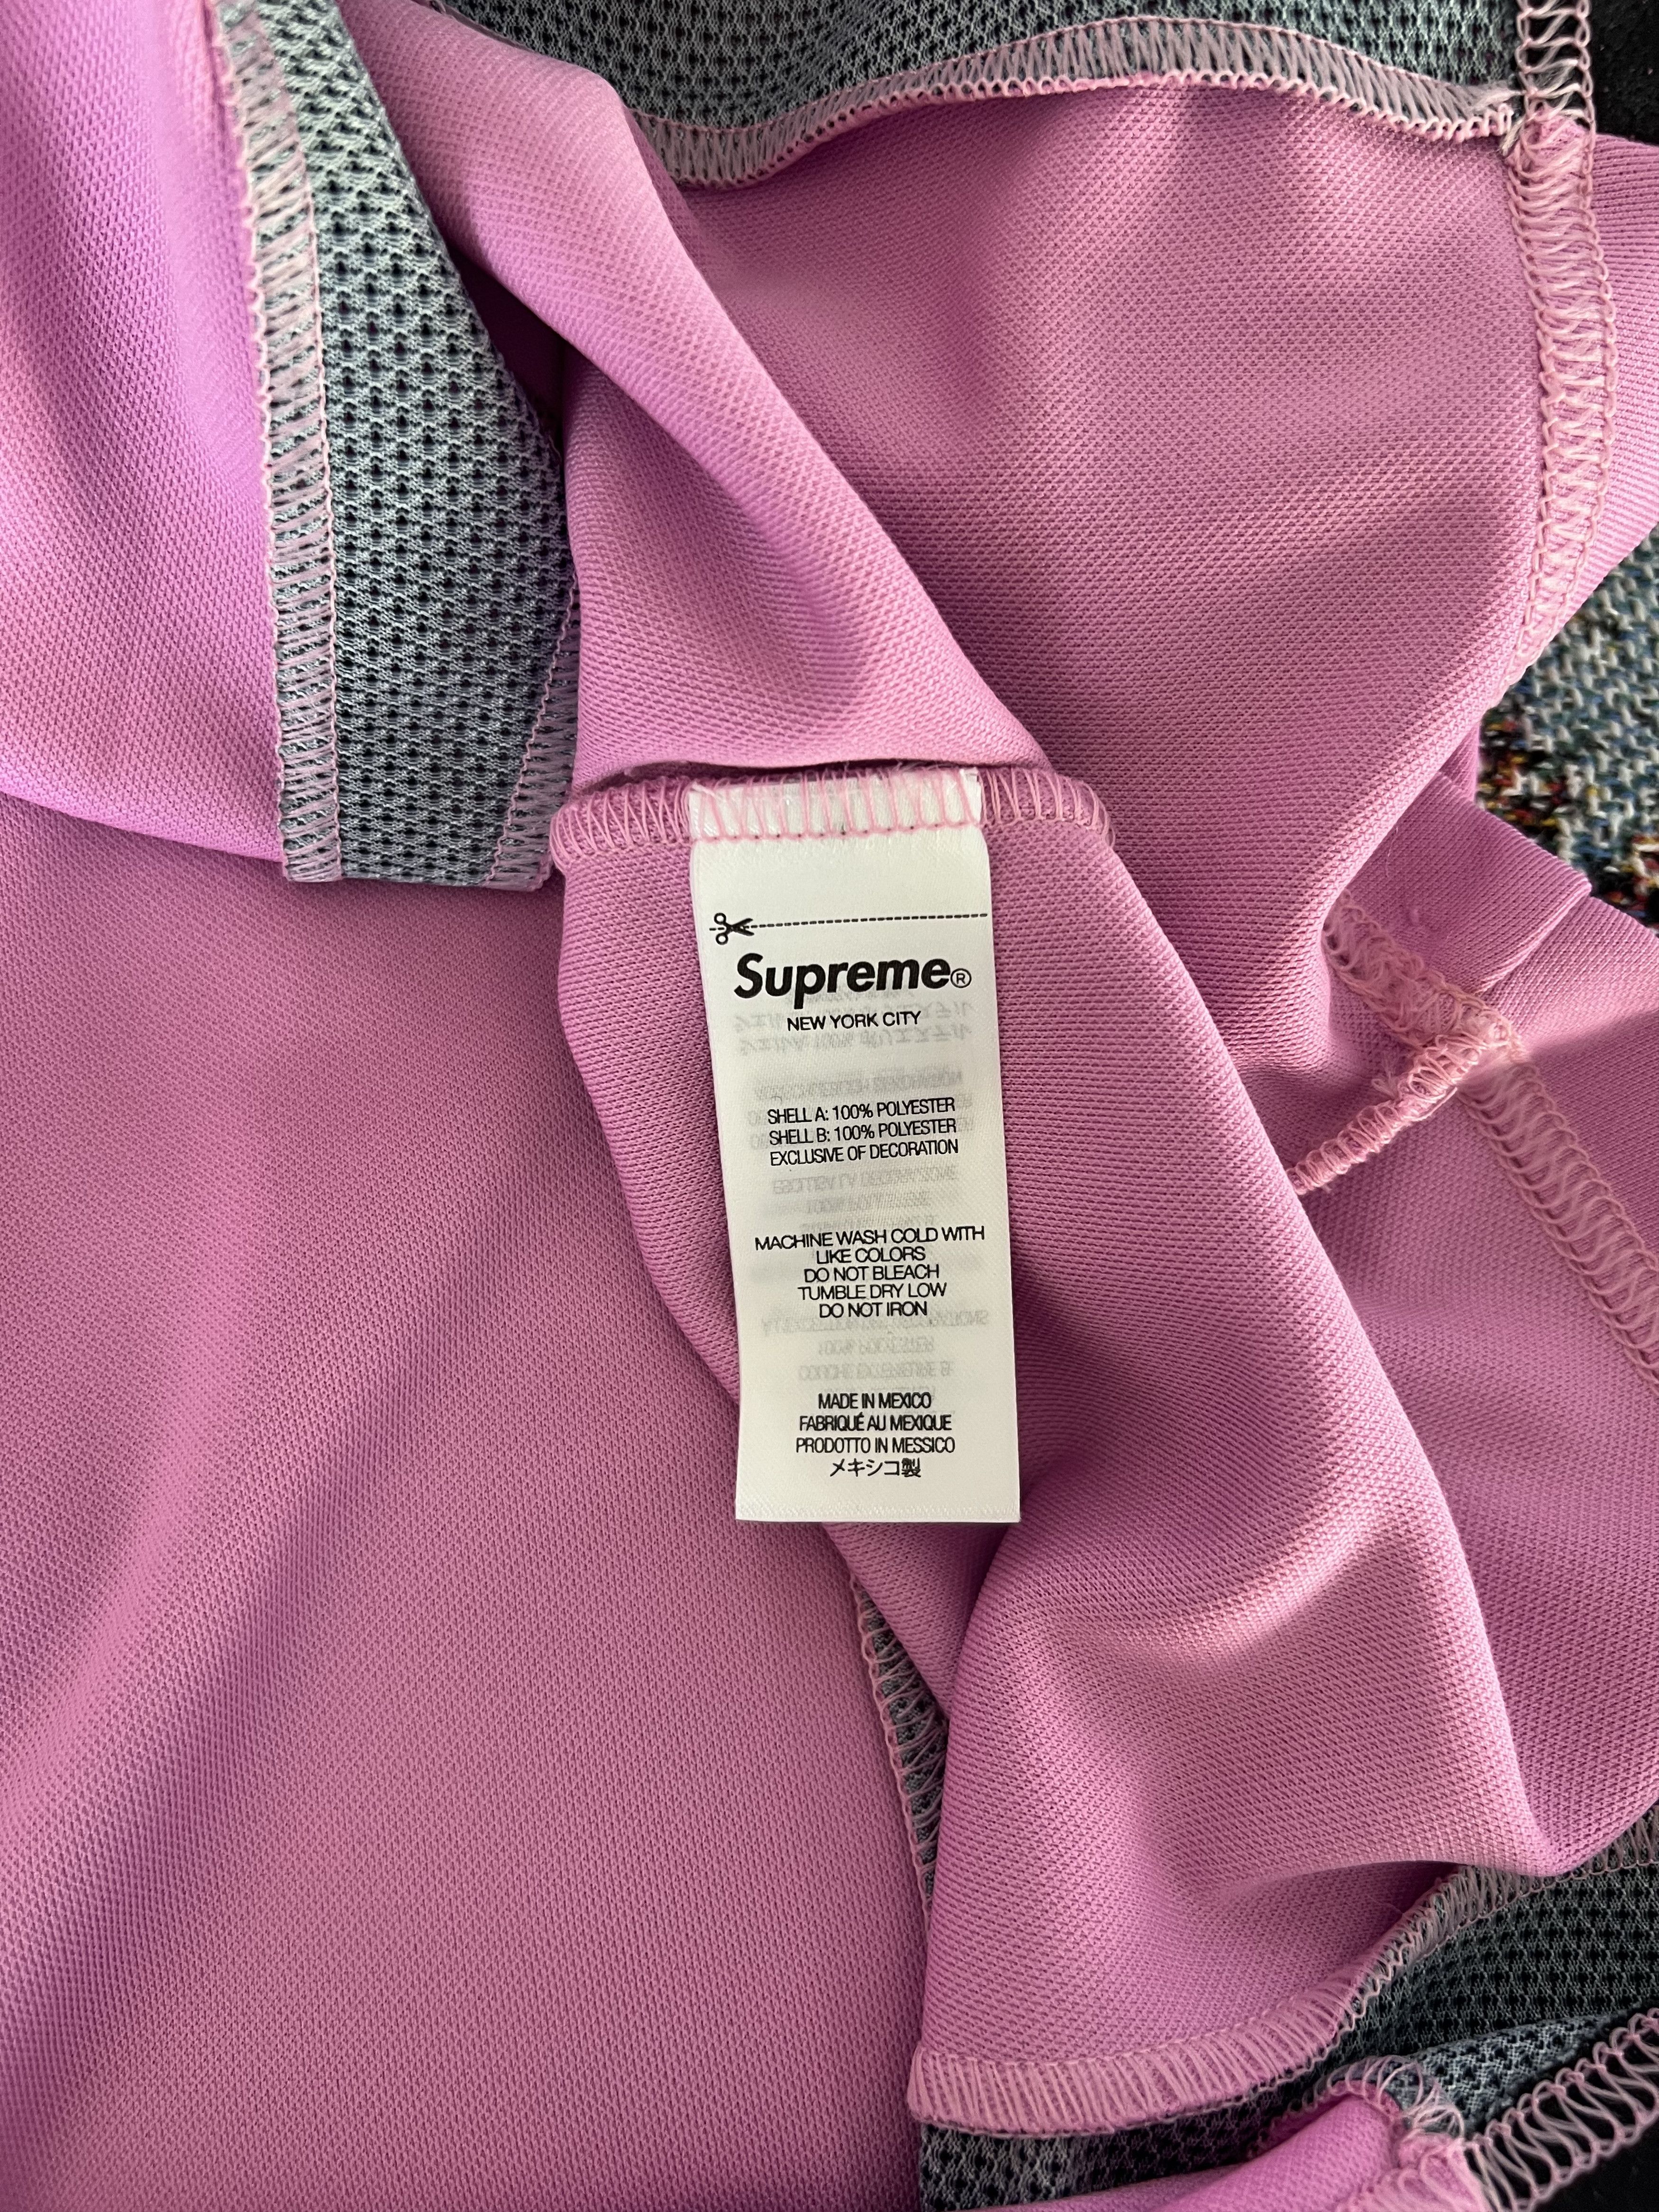 Supreme®
NEW YORK CITY
SHELL A: 100% POLYESTER
SHELL B: 100% POLYESTER
EXCLUSIVE OF DECORATION
MACHINE WASH COLD WITH
LIKE COLORS
DO NOT BLEACH
TUMBLE DRY LOW
DO NOT IRON
MADE IN MEXICO
FABRIQUÉ AU MEXIQUE
PRODOTTO IN MESSICO
メキシコ製